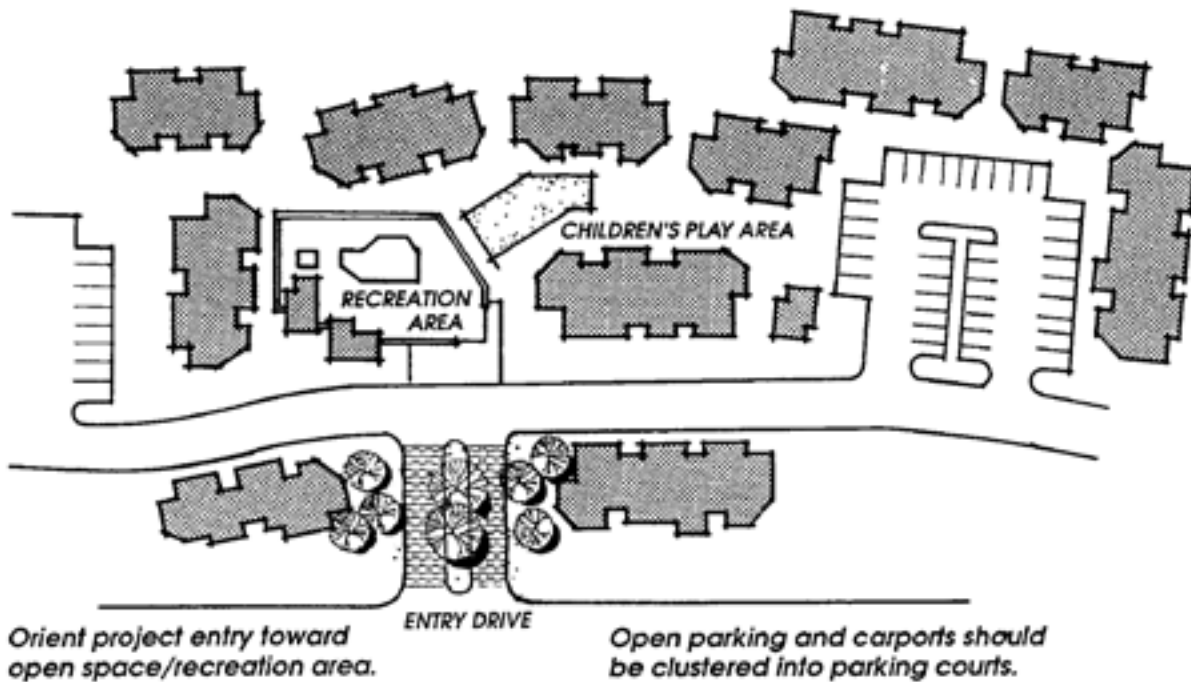 CHILDREN'S PLAY AREA
RECREATION
AREA
ENTRY DRIVE
Orient project entry toward
open space/recreation area.
Open parking and carports should
be clustered into parking courts.